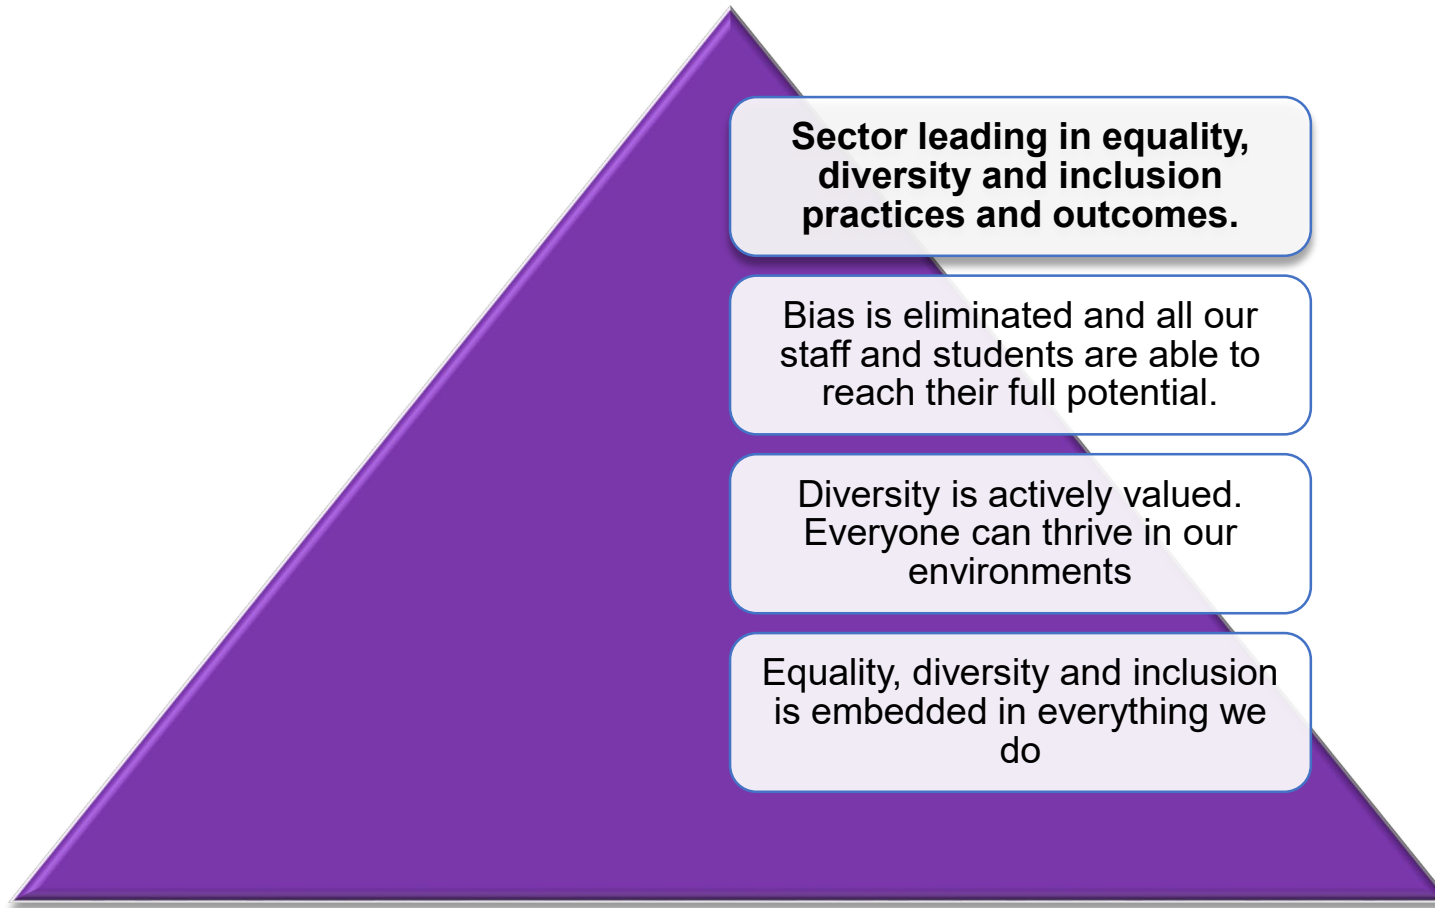 Sector leading in equality,
diversity and inclusion
practices and outcomes.
Bias is eliminated and all our
staff and students are able to
reach their full potential.
Diversity is actively valued.
Everyone can thrive in our
environments
Equality, diversity and inclusion
is embedded in everything we
do